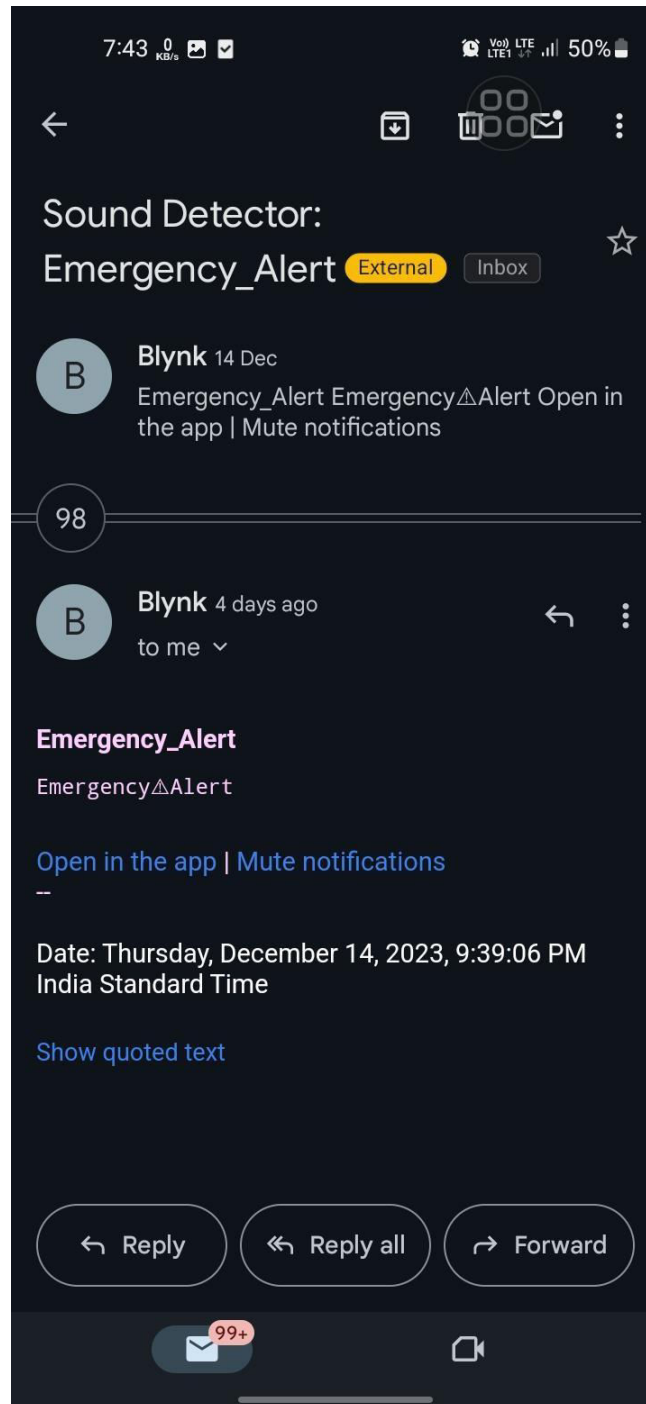 7:43 0 KB/s Vo)) LTE LTE1 50%
Sound Detector:
Emergency_Alert External Inbox
B Blynk 14 Dec
Emergency_Alert Emergency⚠Alert Open in
the app | Mute notifications
98
B Blynk 4 days ago
to me
Emergency_Alert
Emergency⚠Alert
Open in the app | Mute notifications
--
Date: Thursday, December 14, 2023, 9:39:06 PM
India Standard Time
Show quoted text
Reply Reply all Forward
99+